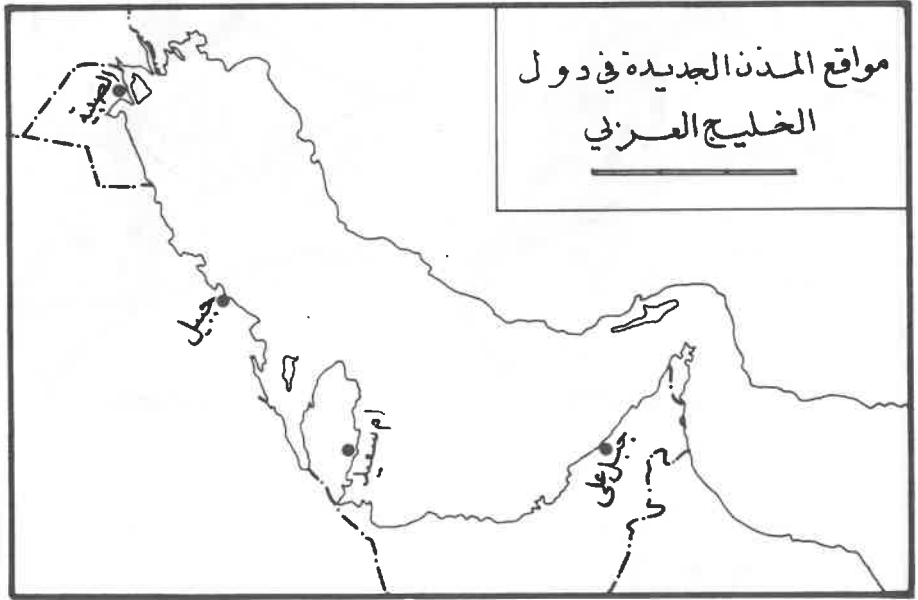 مواقع المدن الجديدة في دول
الخليج العربي
الصبية
جبيل
ام سعيد
جبل علي